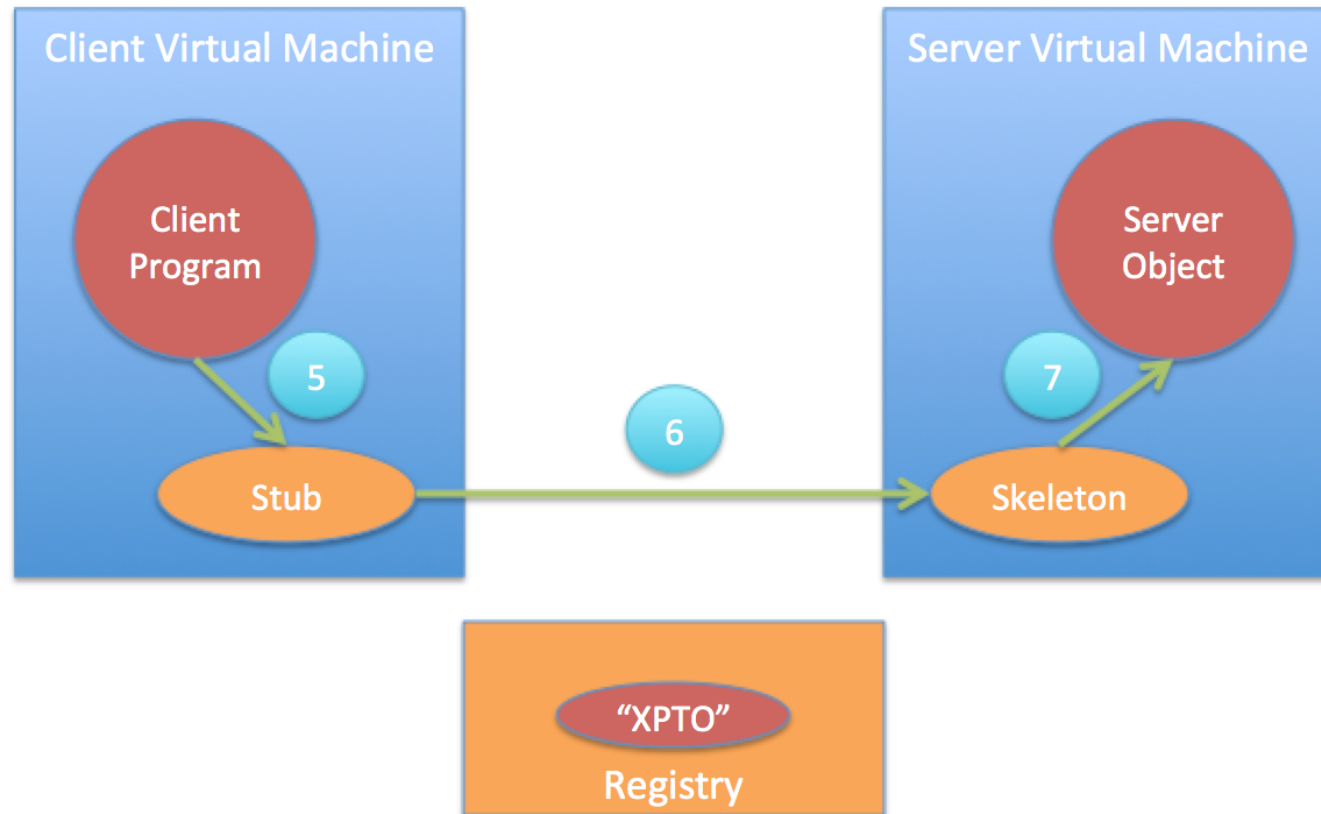 Client Virtual Machine
Server Virtual Machine
Client
Program
Server
Object
5
7
6
Stub
Skeleton
“XPTO”
Registry